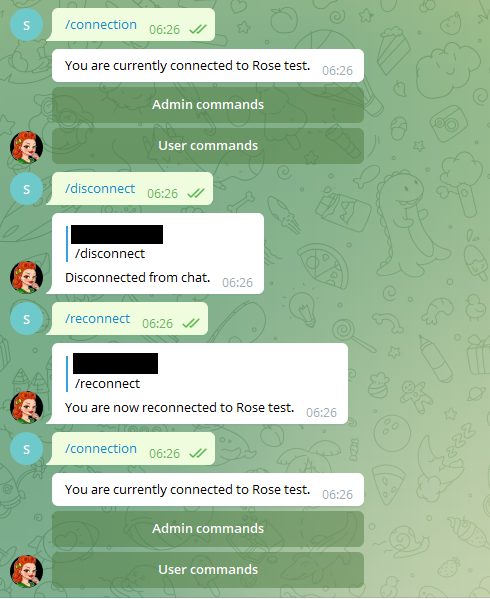 S
/connection 06:26
You are currently connected to Rose test. 06:26
Admin commands
User commands
S
/disconnect 06:26
/disconnect
Disconnected from chat. 06:26
S
/reconnect 06:26
/reconnect
You are now reconnected to Rose test. 06:26
S
/connection 06:26
You are currently connected to Rose test. 06:26
Admin commands
User commands